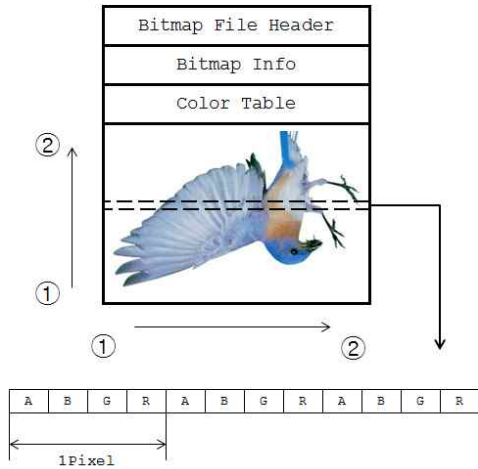 Bitmap File Header
Bitmap Info
Color Table
②
①
① ②
A B G R A B G R A B G R
1Pixel